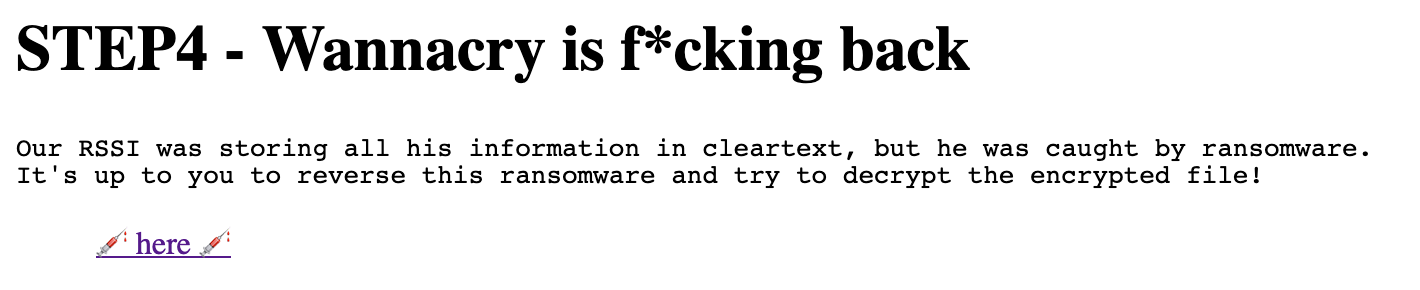 STEP4 - Wannacry is f*cking back
Our RSSI was storing all his information in cleartext, but he was caught by ransomware.
It's up to you to reverse this ransomware and try to decrypt the encrypted file!
💉 here 💉